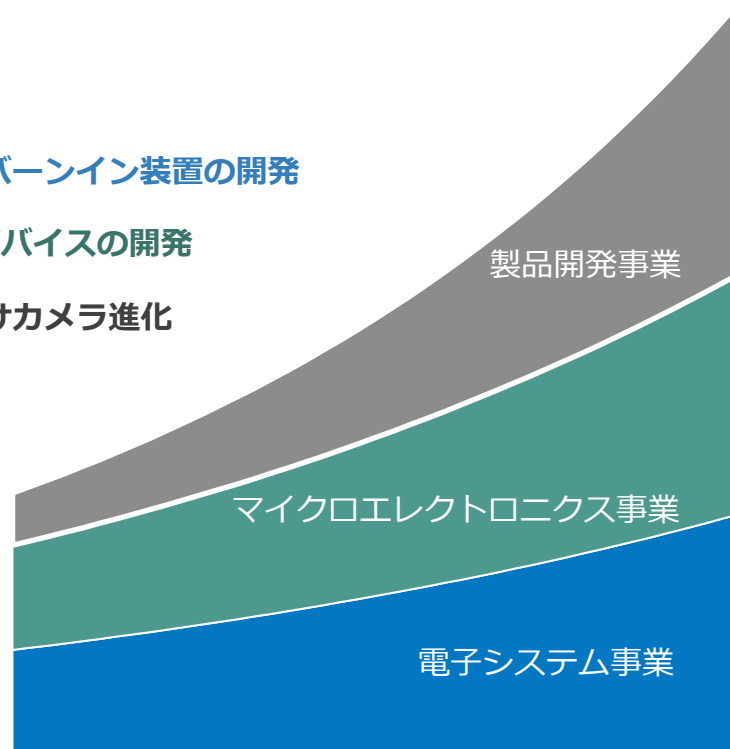 バーンイン装置の開発
バイスの開発
カメラ進化
製品開発事業
マイクロエレクトロニクス事業
電子システム事業